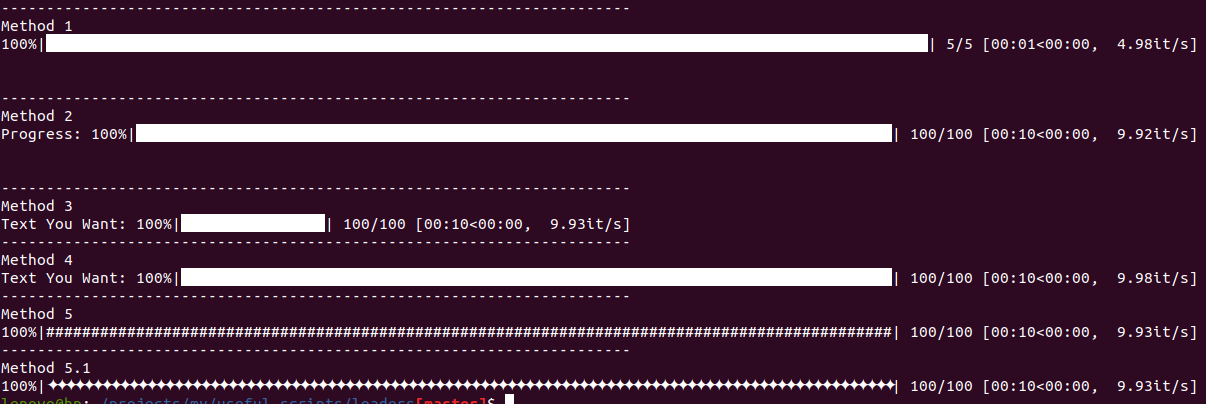 ----------------------------------------------------------------------
Method 1
100%|██████████████████████████████████████████████████████████████████████████████████████████████████| 5/5 [00:01<00:00,  4.98it/s]
----------------------------------------------------------------------
Method 2
Progress: 100%|████████████████████████████████████████████████████████████████████████████████████| 100/100 [00:10<00:00,  9.92it/s]
----------------------------------------------------------------------
Method 3
Text You Want: 100%|████████████████| 100/100 [00:10<00:00,  9.93it/s]
----------------------------------------------------------------------
Method 4
Text You Want: 100%|███████████████████████████████████████████████████████████████████████████████| 100/100 [00:10<00:00,  9.98it/s]
----------------------------------------------------------------------
Method 5
100%|##############################################################################################| 100/100 [00:10<00:00,  9.93it/s]
----------------------------------------------------------------------
Method 5.1
100%|✦✦✦✦✦✦✦✦✦✦✦✦✦✦✦✦✦✦✦✦✦✦✦✦✦✦✦✦✦✦✦✦✦✦✦✦✦✦✦✦✦✦✦✦✦✦✦✦✦✦✦✦✦✦✦✦✦✦✦✦✦✦✦✦✦✦✦✦✦✦✦✦✦✦✦✦✦✦✦✦✦✦✦✦✦✦✦✦✦✦✦✦✦✦| 100/100 [00:10<00:00,  9.93it/s]
lenovo@hp: /projects/my/useful scripts/loaders[master]$